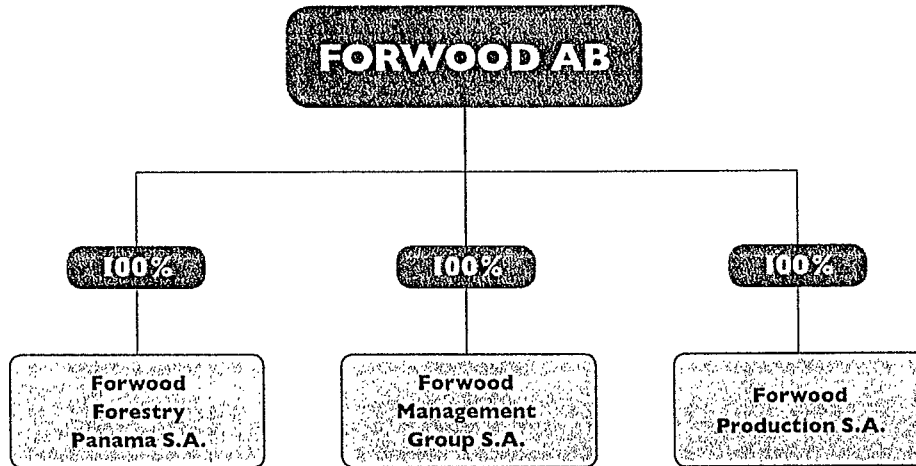 FORWOOD AB
100%
100%
100%
Forwood
Forestry
Panama S.A.
Forwood
Management
Group S.A.
Forwood
Production S.A.